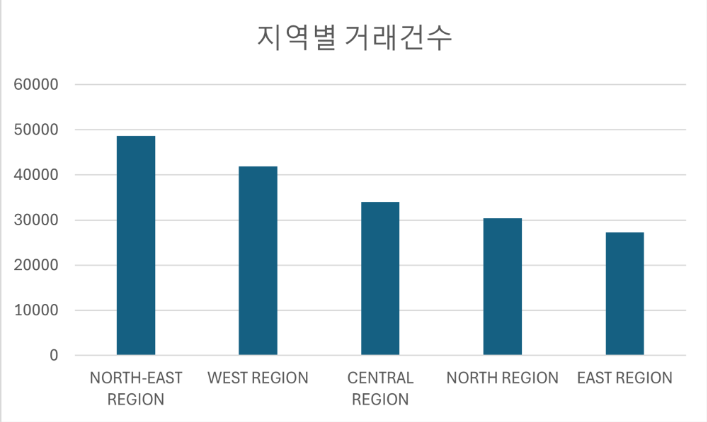 지역별 거래건수
60000
50000
40000
30000
20000
10000
0
NORTH-EAST REGION
WEST REGION
CENTRAL REGION
NORTH REGION
EAST REGION